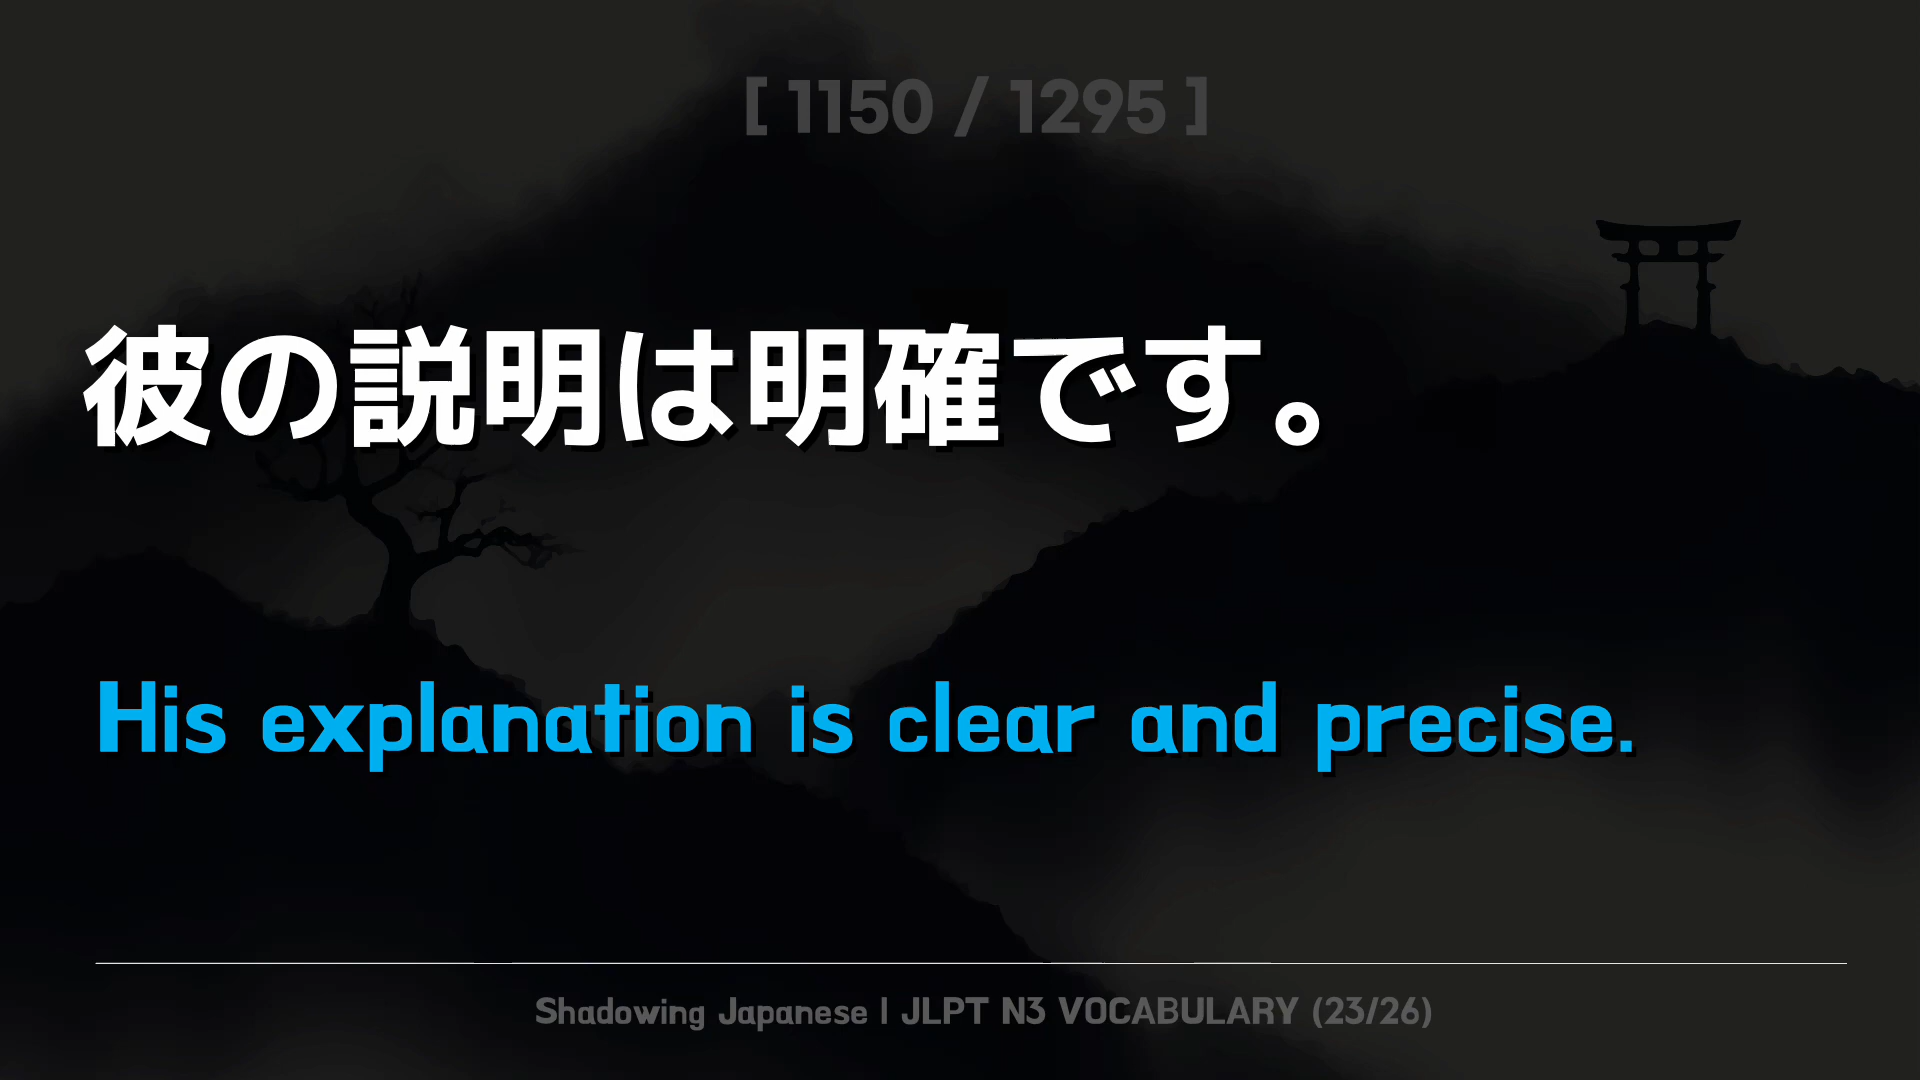 [ 1150 / 1295 ]
彼の説明は明確です。
His explanation is clear and precise.
Shadowing Japanese | JLPT N3 VOCABULARY (23/26)